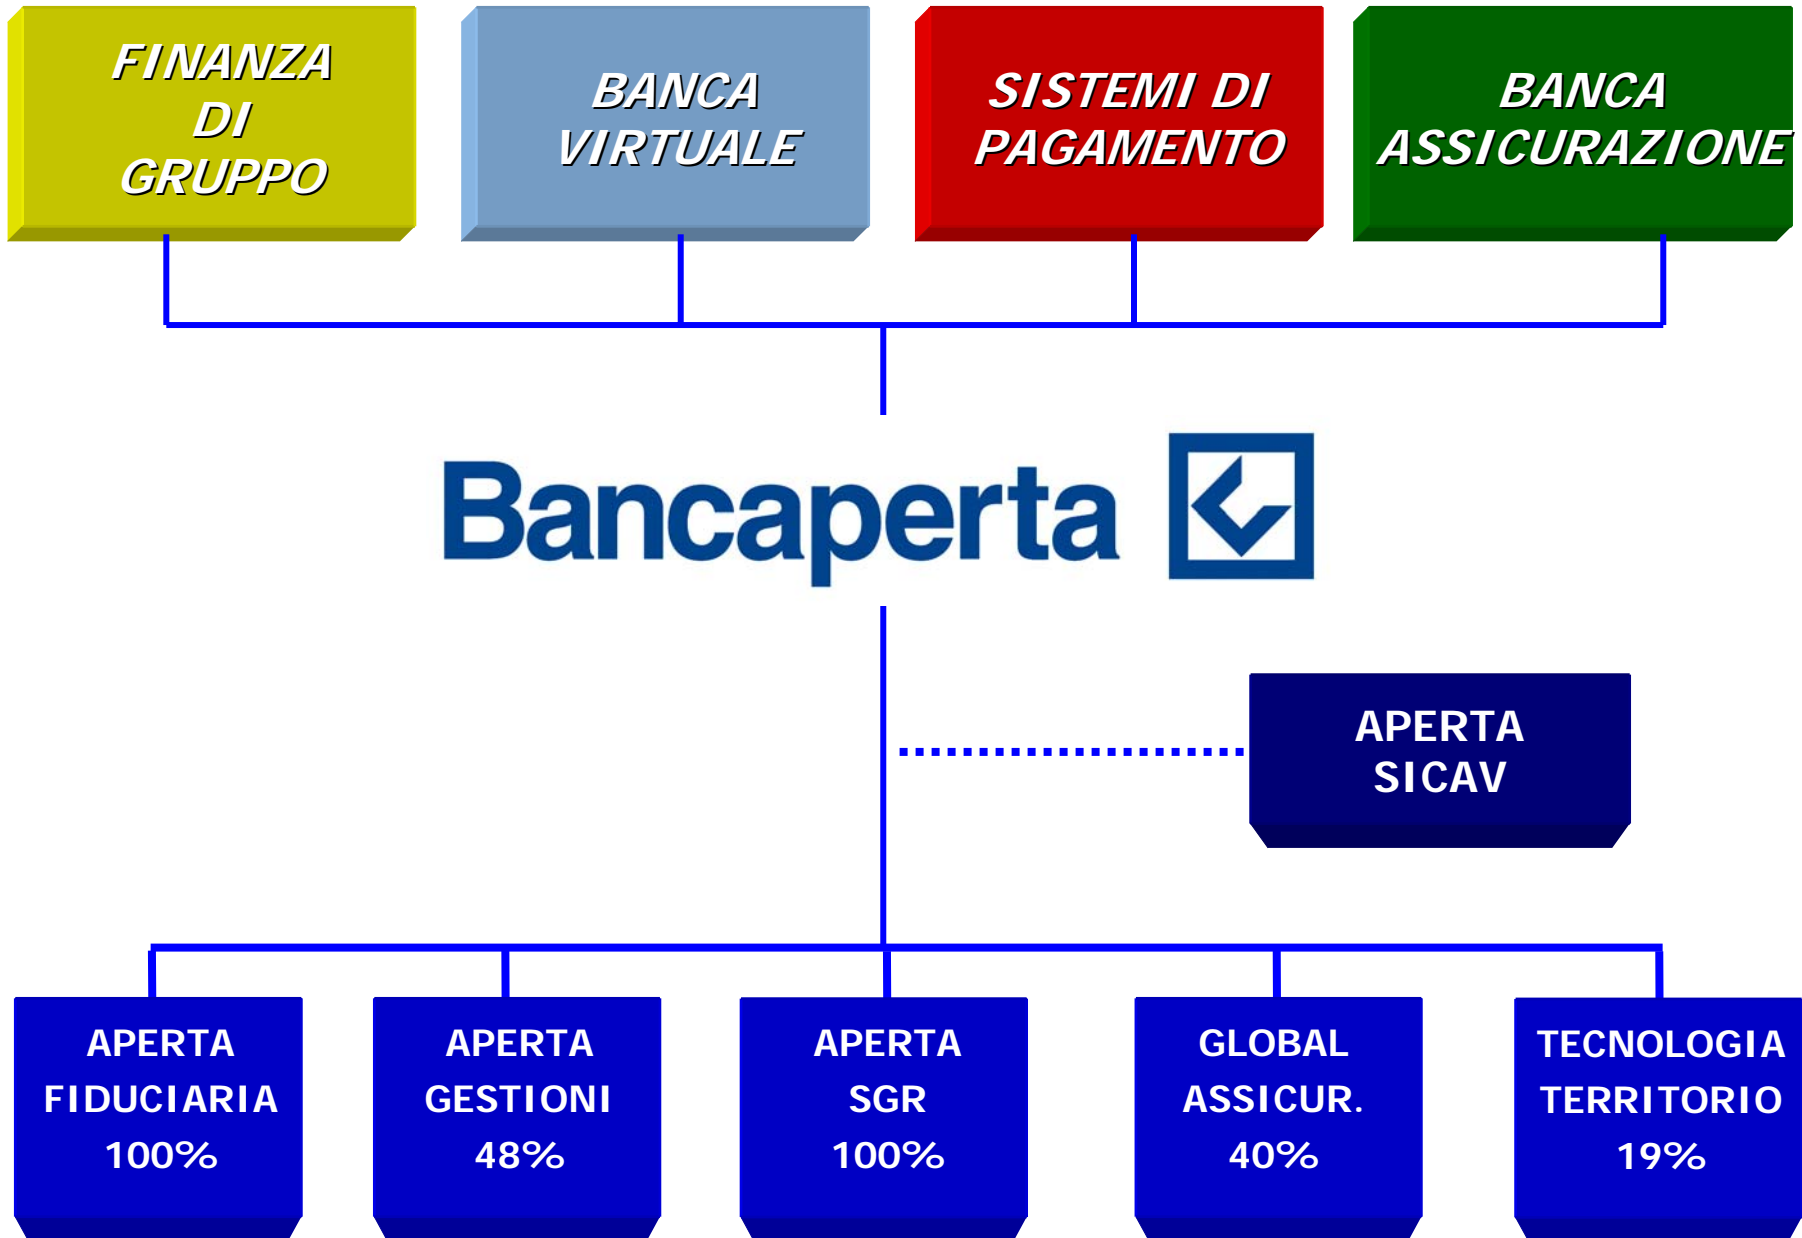 FINANZA
DI
GRUPPO
BANCA
VIRTUALE
SISTEMI DI
PAGAMENTO
BANCA
ASSICURAZIONE
Bancaperta
APERTA
SICAV
APERTA
FIDUCIARIA
100%
APERTA
GESTIONI
48%
APERTA
SGR
100%
GLOBAL
ASSICUR.
40%
TECNOLOGIA
TERRITORIO
19%